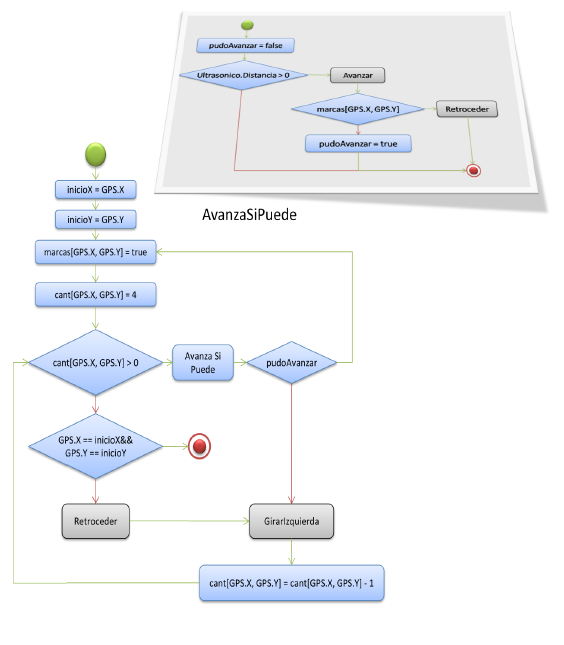 pudoAvanzar = false
Ultrasonico.Distancia > 0
Avanzar
marcas[GPS.X, GPS.Y]
Retroceder
pudoAvanzar = true
AvanzaSiPuede
inicioX = GPS.X
inicioY = GPS.Y
marcas[GPS.X, GPS.Y] = true
cant[GPS.X, GPS.Y] = 4
cant[GPS.X, GPS.Y] > 0
Avanza Si
Puede
pudoAvanzar
GPS.X == inicioX&&
GPS.Y == inicioY
Retroceder
GirarIzquierda
cant[GPS.X, GPS.Y] = cant[GPS.X, GPS.Y] - 1